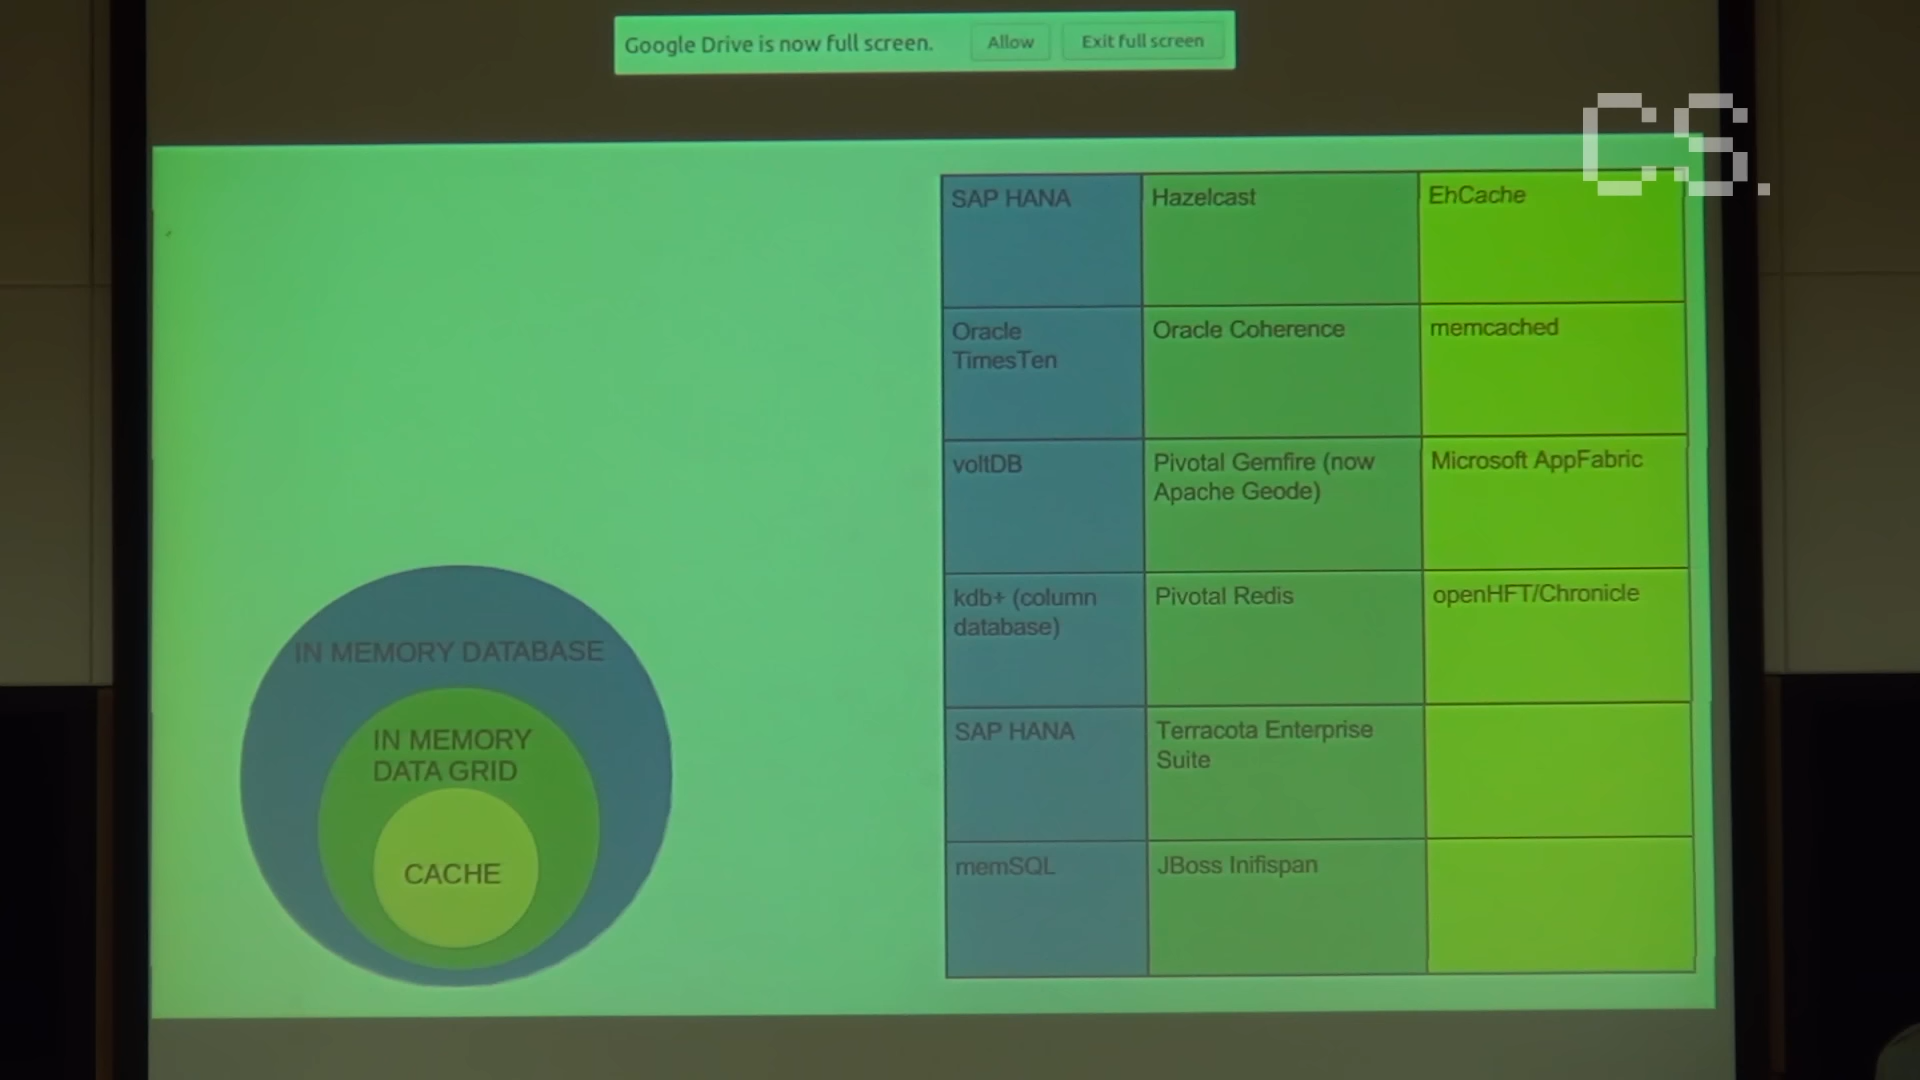 Google Drive is now full screen. Allow Exit full screen
CS.
SAP HANA Hazelcast EhCache
Oracle TimesTen Oracle Coherence memcached
voltDB Pivotal Gemfire (now Apache Geode) Microsoft AppFabric
kdb+ (column database) Pivotal Redis openHFT/Chronicle
SAP HANA Terracota Enterprise Suite
memSQL JBoss Inifispan
IN MEMORY DATABASE
IN MEMORY
DATA GRID
CACHE